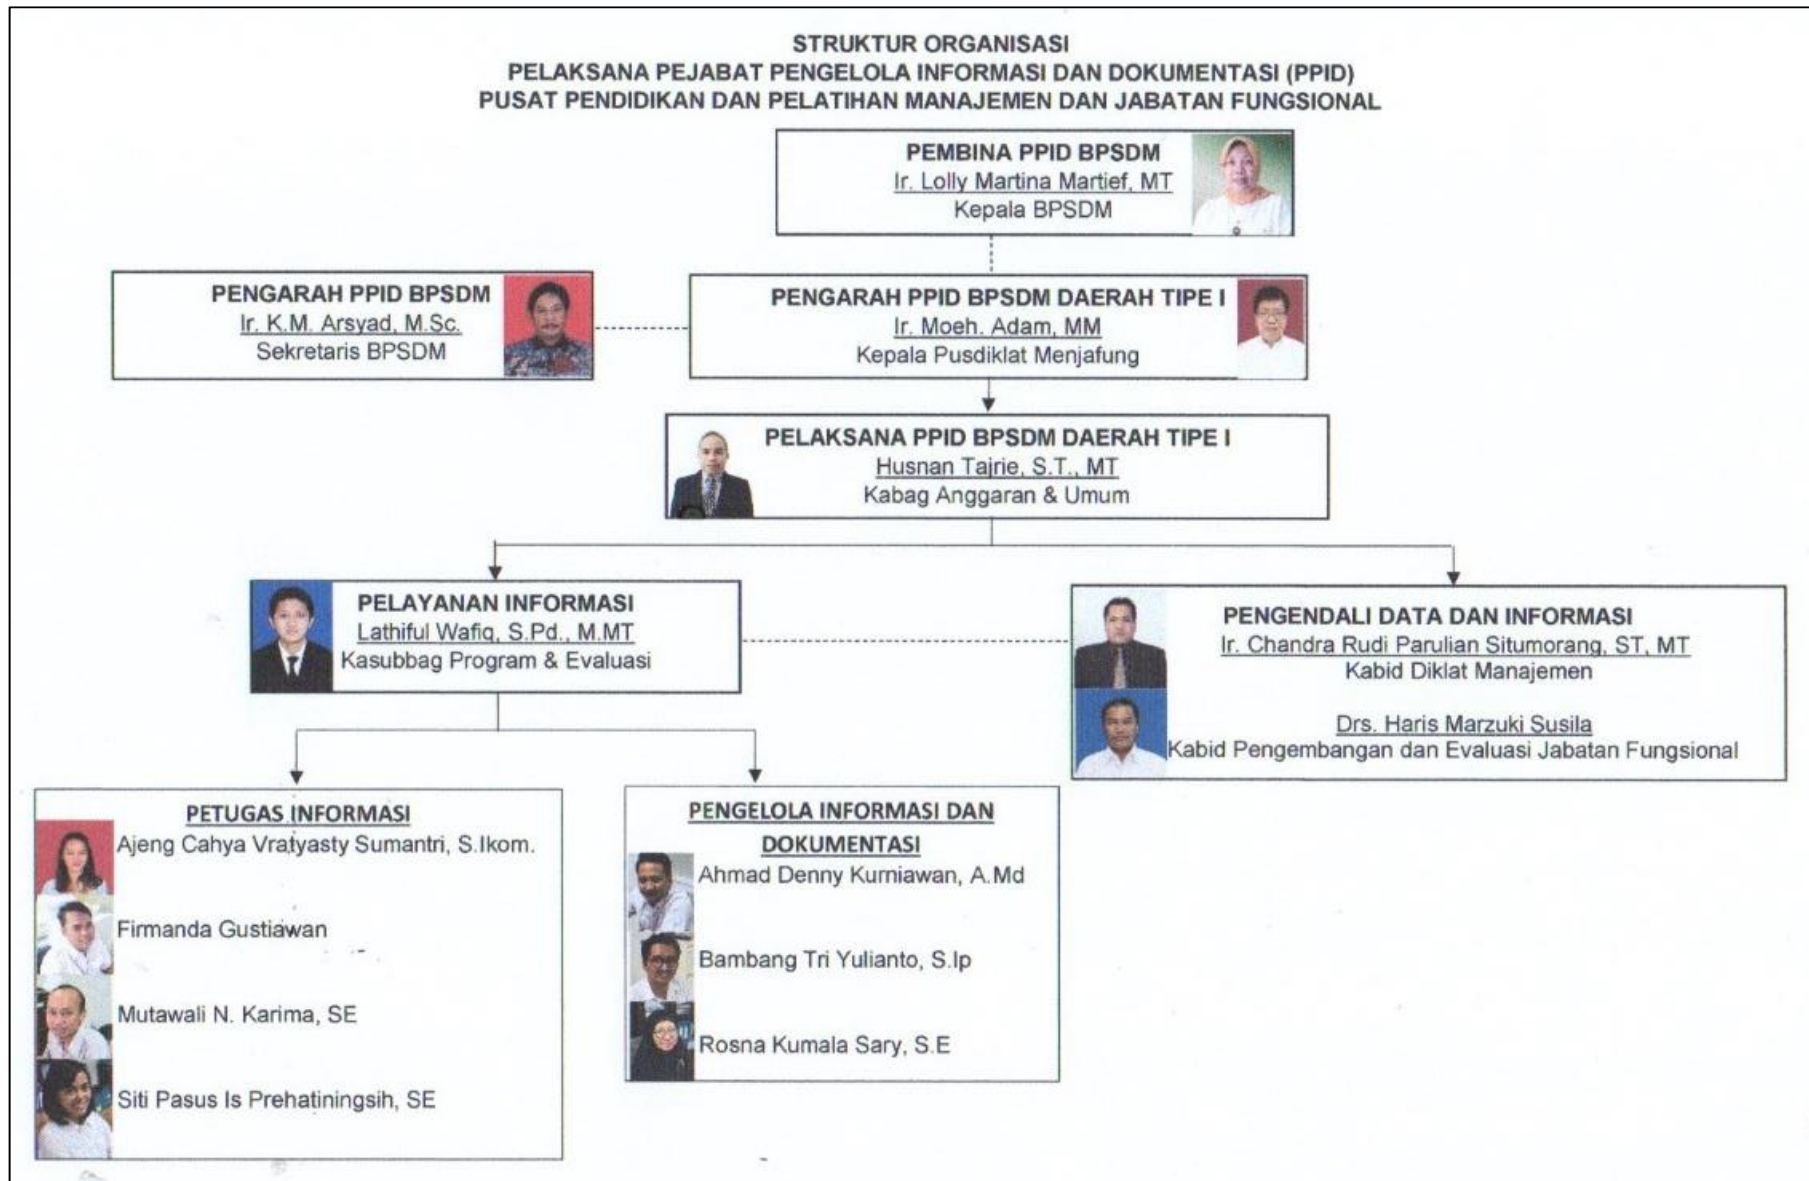 STRUKTUR ORGANISASI
PELAKSANA PEJABAT PENGELOLA INFORMASI DAN DOKUMENTASI (PPID)
PUSAT PENDIDIKAN DAN PELATIHAN MANAJEMEN DAN JABATAN FUNGSIONAL
PEMBINA PPID BPSDM
Ir. Lolly Martina Martief, MT
Kepala BPSDM
PENGARAH PPID BPSDM
Ir. K.M. Arsyad, M.Sc.
Sekretaris BPSDM
PENGARAH PPID BPSDM DAERAH TIPE I
Ir. Moeh. Adam, MM
Kepala Pusdiklat Menjafung
PELAKSANA PPID BPSDM DAERAH TIPE I
Husnan Tajrie, S.T., MT
Kabag Anggaran & Umum
PELAYANAN INFORMASI
Lathiful Wafiq, S.Pd., M.MT
Kasubbag Program & Evaluasi
PENGENDALI DATA DAN INFORMASI
Ir. Chandra Rudi Parulian Situmorang, ST, MT
Kabid Diklat Manajemen
Drs. Haris Marzuki Susila
Kabid Pengembangan dan Evaluasi Jabatan Fungsional
PETUGAS INFORMASI
Ajeng Cahya Vratyasty Sumantri, S.Ikom.
Firmanda Gustiawan
Mutawali N. Karima, SE
Siti Pasus Is Prehatiningsih, SE
PENGELOLA INFORMASI DAN
DOKUMENTASI
Ahmad Denny Kurniawan, A.Md
Bambang Tri Yulianto, S.Ip
Rosna Kumala Sary, S.E